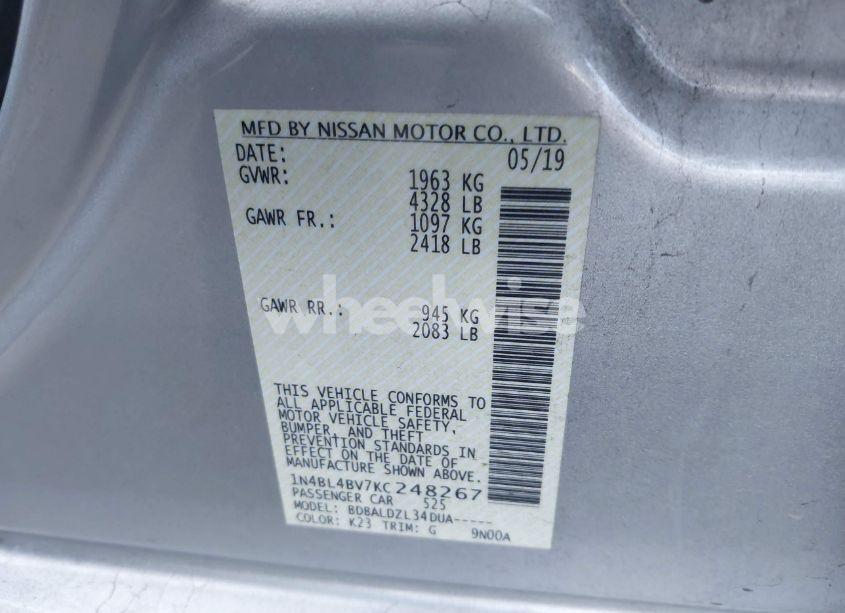 MFD BY NISSAN MOTOR CO., LTD.
DATE: 05/19
GVWR: 1963 KG
4328 LB
GAWR FR.: 1097 KG
2418 LB
GAWR RR.: 945 KG
2083 LB
wheelwise
THIS VEHICLE CONFORMS TO
ALL APPLICABLE FEDERAL
MOTOR VEHICLE SAFETY,
BUMPER, AND THEFT
PREVENTION STANDARDS IN
EFFECT ON THE DATE OF
MANUFACTURE SHOWN ABOVE.
1N4BL4BV7KC248267
PASSENGER CAR 525
MODEL: BDBALDZL34DUA-----
COLOR: K23 TRIM: G 9N00A